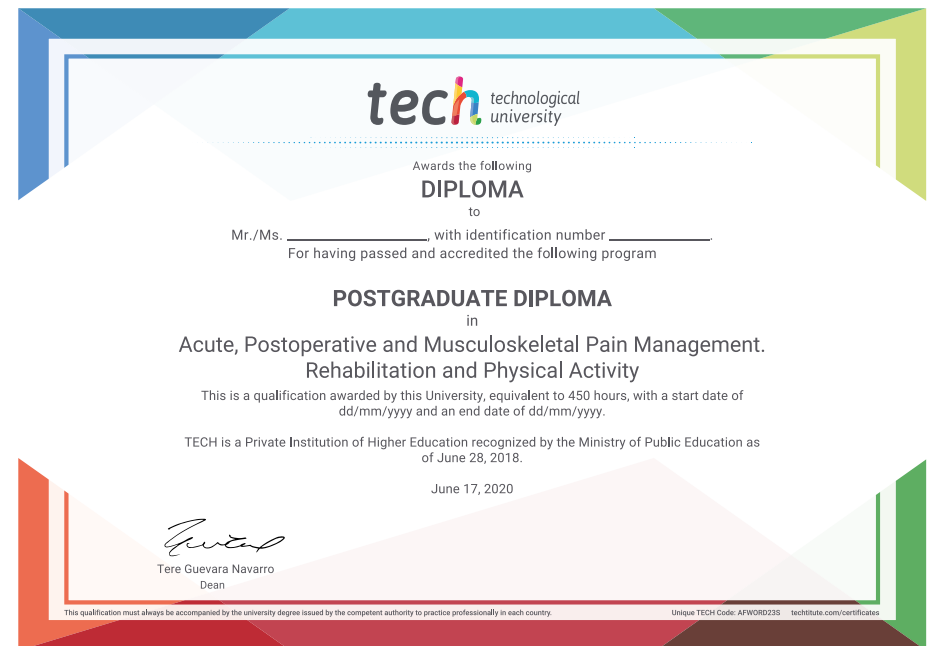 tech technological
university
Awards the following
DIPLOMA
to
Mr./Ms. ____________, with identification number ____________.
For having passed and accredited the following program
POSTGRADUATE DIPLOMA
in
Acute, Postoperative and Musculoskeletal Pain Management.
Rehabilitation and Physical Activity
This is a qualification awarded by this University, equivalent to 450 hours, with a start date of
dd/mm/yyyy and an end date of dd/mm/yyyy.
TECH is a Private Institution of Higher Education recognized by the Ministry of Public Education as
of June 28, 2018.
June 17, 2020
Tere Guevara Navarro
Dean
This qualification must always be accompanied by the university degree issued by the competent authority to practice professionally in each country.
Unique TECH Code: AFWORD23S techtitute.com/certificates